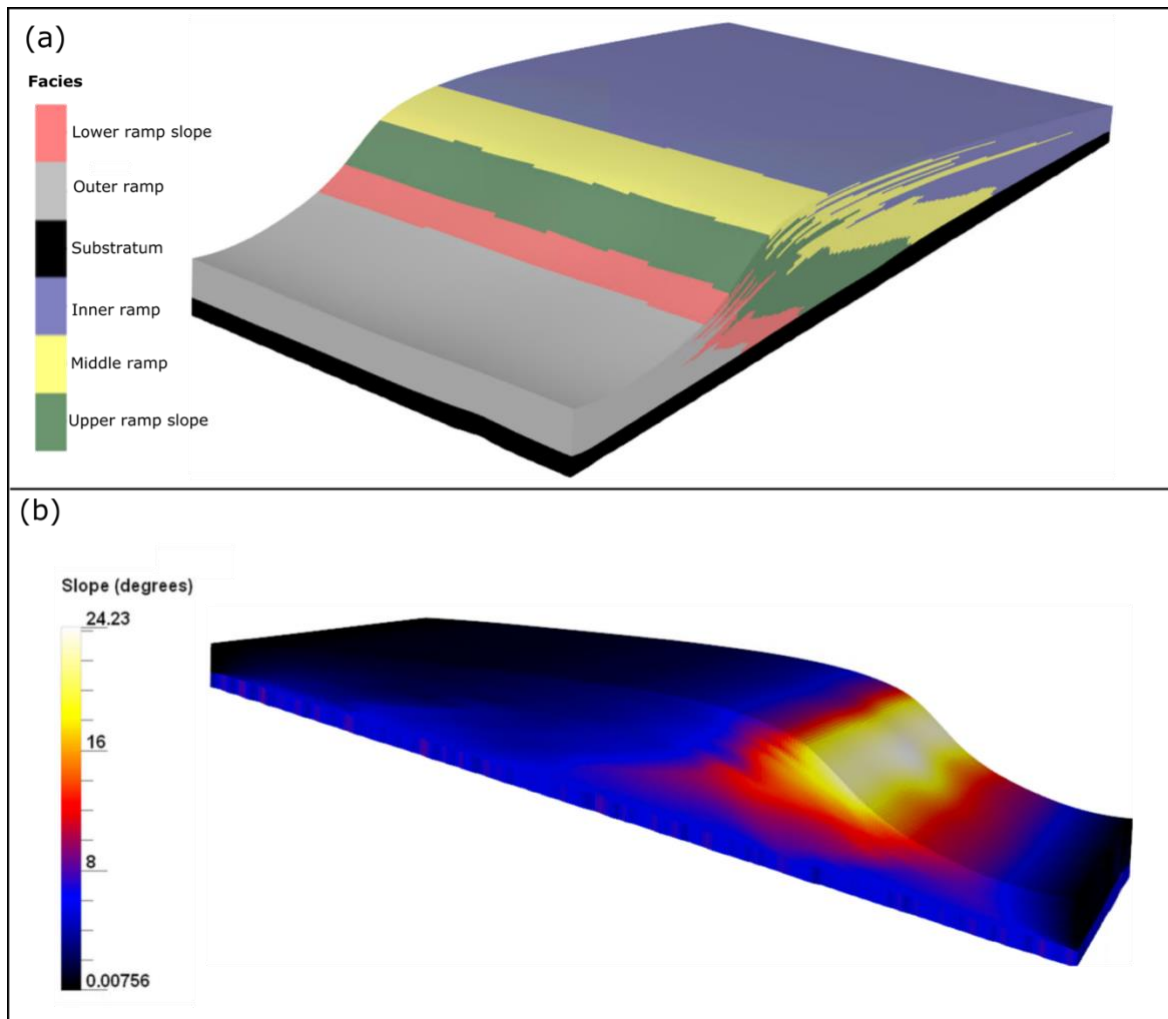 (a)
Facies
Lower ramp slope
Outer ramp
Substratum
Inner ramp
Middle ramp
Upper ramp slope
(b)
Slope (degrees)
24.23
16
8
0.00756